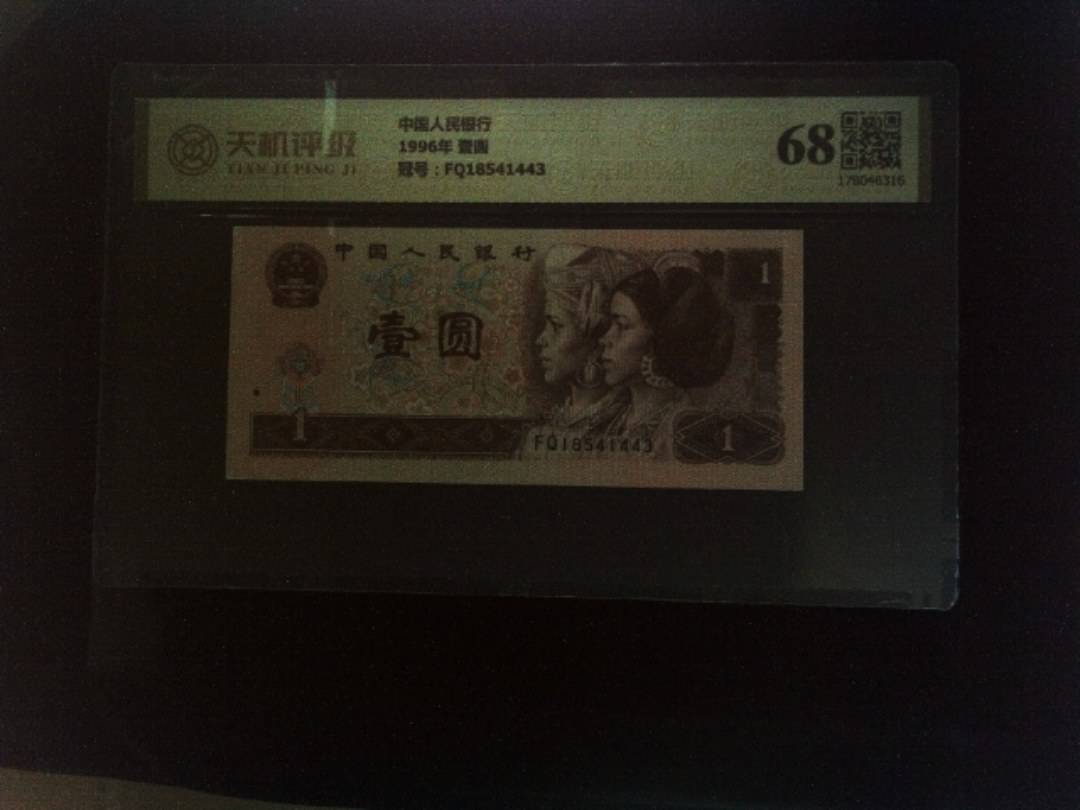 天机评级
TIAN JI PING JI
中国人民银行
1996年 壹圆
冠号：FQ18541443
68
178046316
中国人民银行
壹圆
1
1
1
FQ18541443